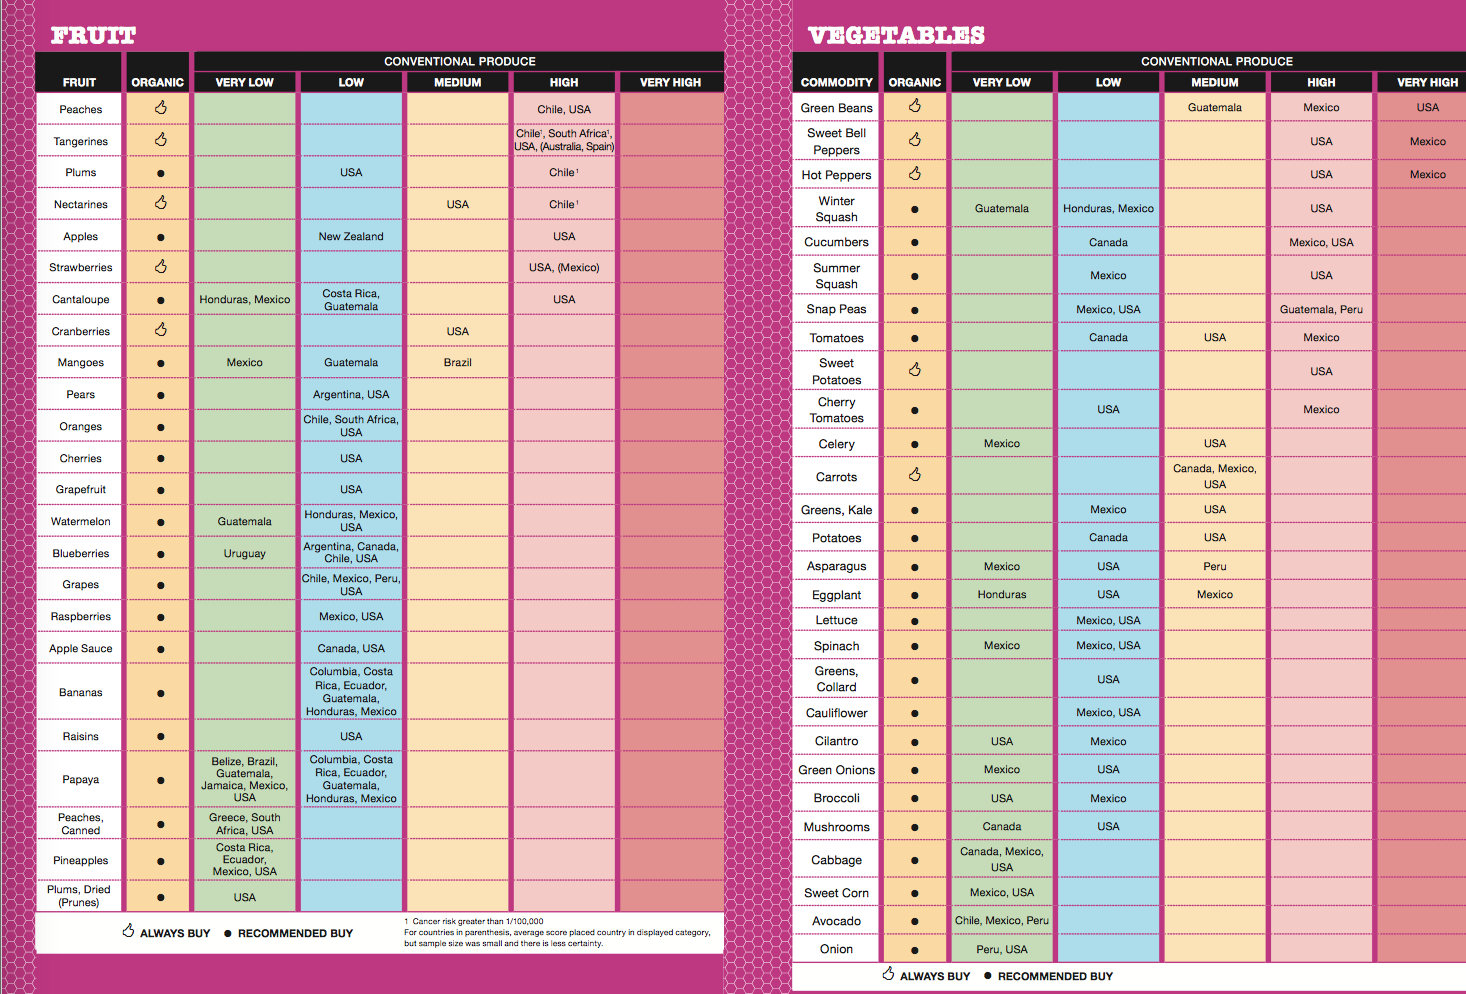 FRUIT
CONVENTIONAL PRODUCE
FRUIT ORGANIC VERY LOW LOW MEDIUM HIGH VERY HIGH
Peaches Chile, USA
Tangerines Chile¹, South Africa¹,
USA, (Australia, Spain)
Plums USA Chile¹
Nectarines USA Chile¹
Apples New Zealand USA
Strawberries USA, (Mexico)
Cantaloupe Honduras, Mexico Costa Rica,
Guatemala USA
Cranberries USA
Mangoes Mexico Guatemala Brazil
Pears Argentina, USA
Oranges Chile, South Africa,
USA
Cherries USA
Grapefruit USA
Watermelon Guatemala Honduras, Mexico,
USA
Blueberries Uruguay Argentina, Canada,
Chile, USA
Grapes Chile, Mexico, Peru,
USA
Raspberries Mexico, USA
Apple Sauce Canada, USA
Bananas Columbia, Costa
Rica, Ecuador,
Guatemala,
Honduras, Mexico
Raisins USA
Papaya Belize, Brazil,
Guatemala,
Jamaica, Mexico,
USA
Columbia, Costa
Rica, Ecuador,
Guatemala,
Honduras, Mexico
Peaches,
Canned
Greece, South
Africa, USA
Pineapples Costa Rica,
Ecuador,
Mexico, USA
Plums, Dried
(Prunes)
USA
ALWAYS BUY ● RECOMMENDED BUY
1 Cancer risk greater than 1/100,000
For countries in parenthesis, average score placed country in displayed category,
but sample size was small and there is less certainty.
VEGETABLES
CONVENTIONAL PRODUCE
COMMODITY ORGANIC VERY LOW LOW MEDIUM HIGH VERY HIGH
Green Beans Guatemala Mexico USA
Sweet Bell
Peppers
USA Mexico
Hot Peppers USA Mexico
Winter
Squash
Guatemala Honduras, Mexico USA
Cucumbers Canada Mexico, USA
Summer
Squash
Mexico USA
Snap Peas Mexico, USA Guatemala, Peru
Tomatoes Canada USA Mexico
Sweet
Potatoes
USA
Cherry
Tomatoes
USA Mexico
Celery Mexico USA
Carrots Canada, Mexico,
USA
Greens, Kale Mexico USA
Potatoes Canada USA
Asparagus Mexico USA Peru
Eggplant Honduras USA Mexico
Lettuce Mexico, USA
Spinach Mexico Mexico, USA
Greens,
Collard
USA
Cauliflower Mexico, USA
Cilantro USA Mexico
Green Onions Mexico USA
Broccoli USA Mexico
Mushrooms Canada USA
Cabbage Canada, Mexico,
USA
Sweet Corn Mexico, USA
Avocado Chile, Mexico, Peru
Onion Peru, USA
ALWAYS BUY ● RECOMMENDED BUY